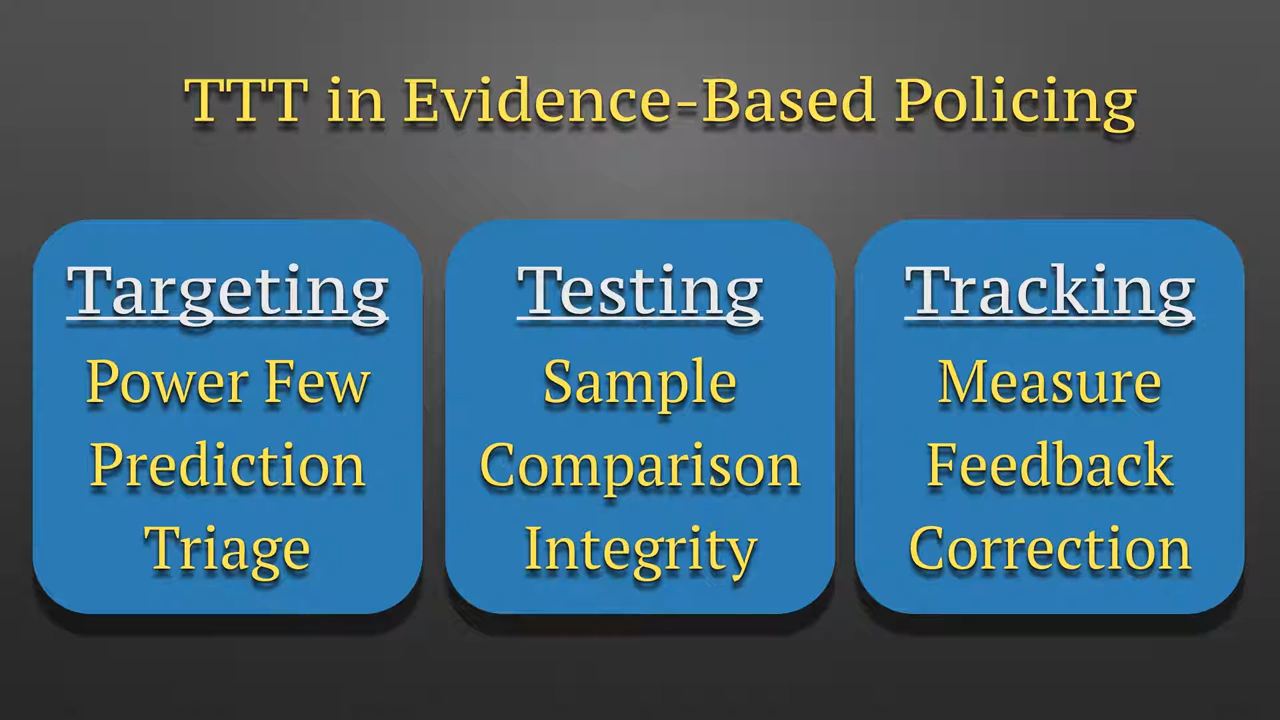 TTT in Evidence-Based Policing
Targeting
Power Few
Prediction
Triage
Testing
Sample
Comparison
Integrity
Tracking
Measure
Feedback
Correction